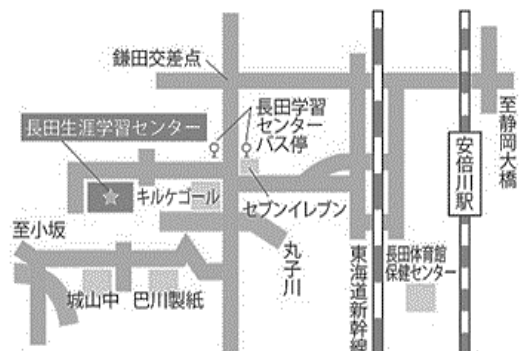 鎌田交差点
長田学習
センター
バス停
長田生涯学習センター
至静岡大橋
安倍川駅
キルケゴール
セブンイレブン
至小坂
丸子川
東海道新幹線
長田体育館
保健センター
城山中
巴川製紙